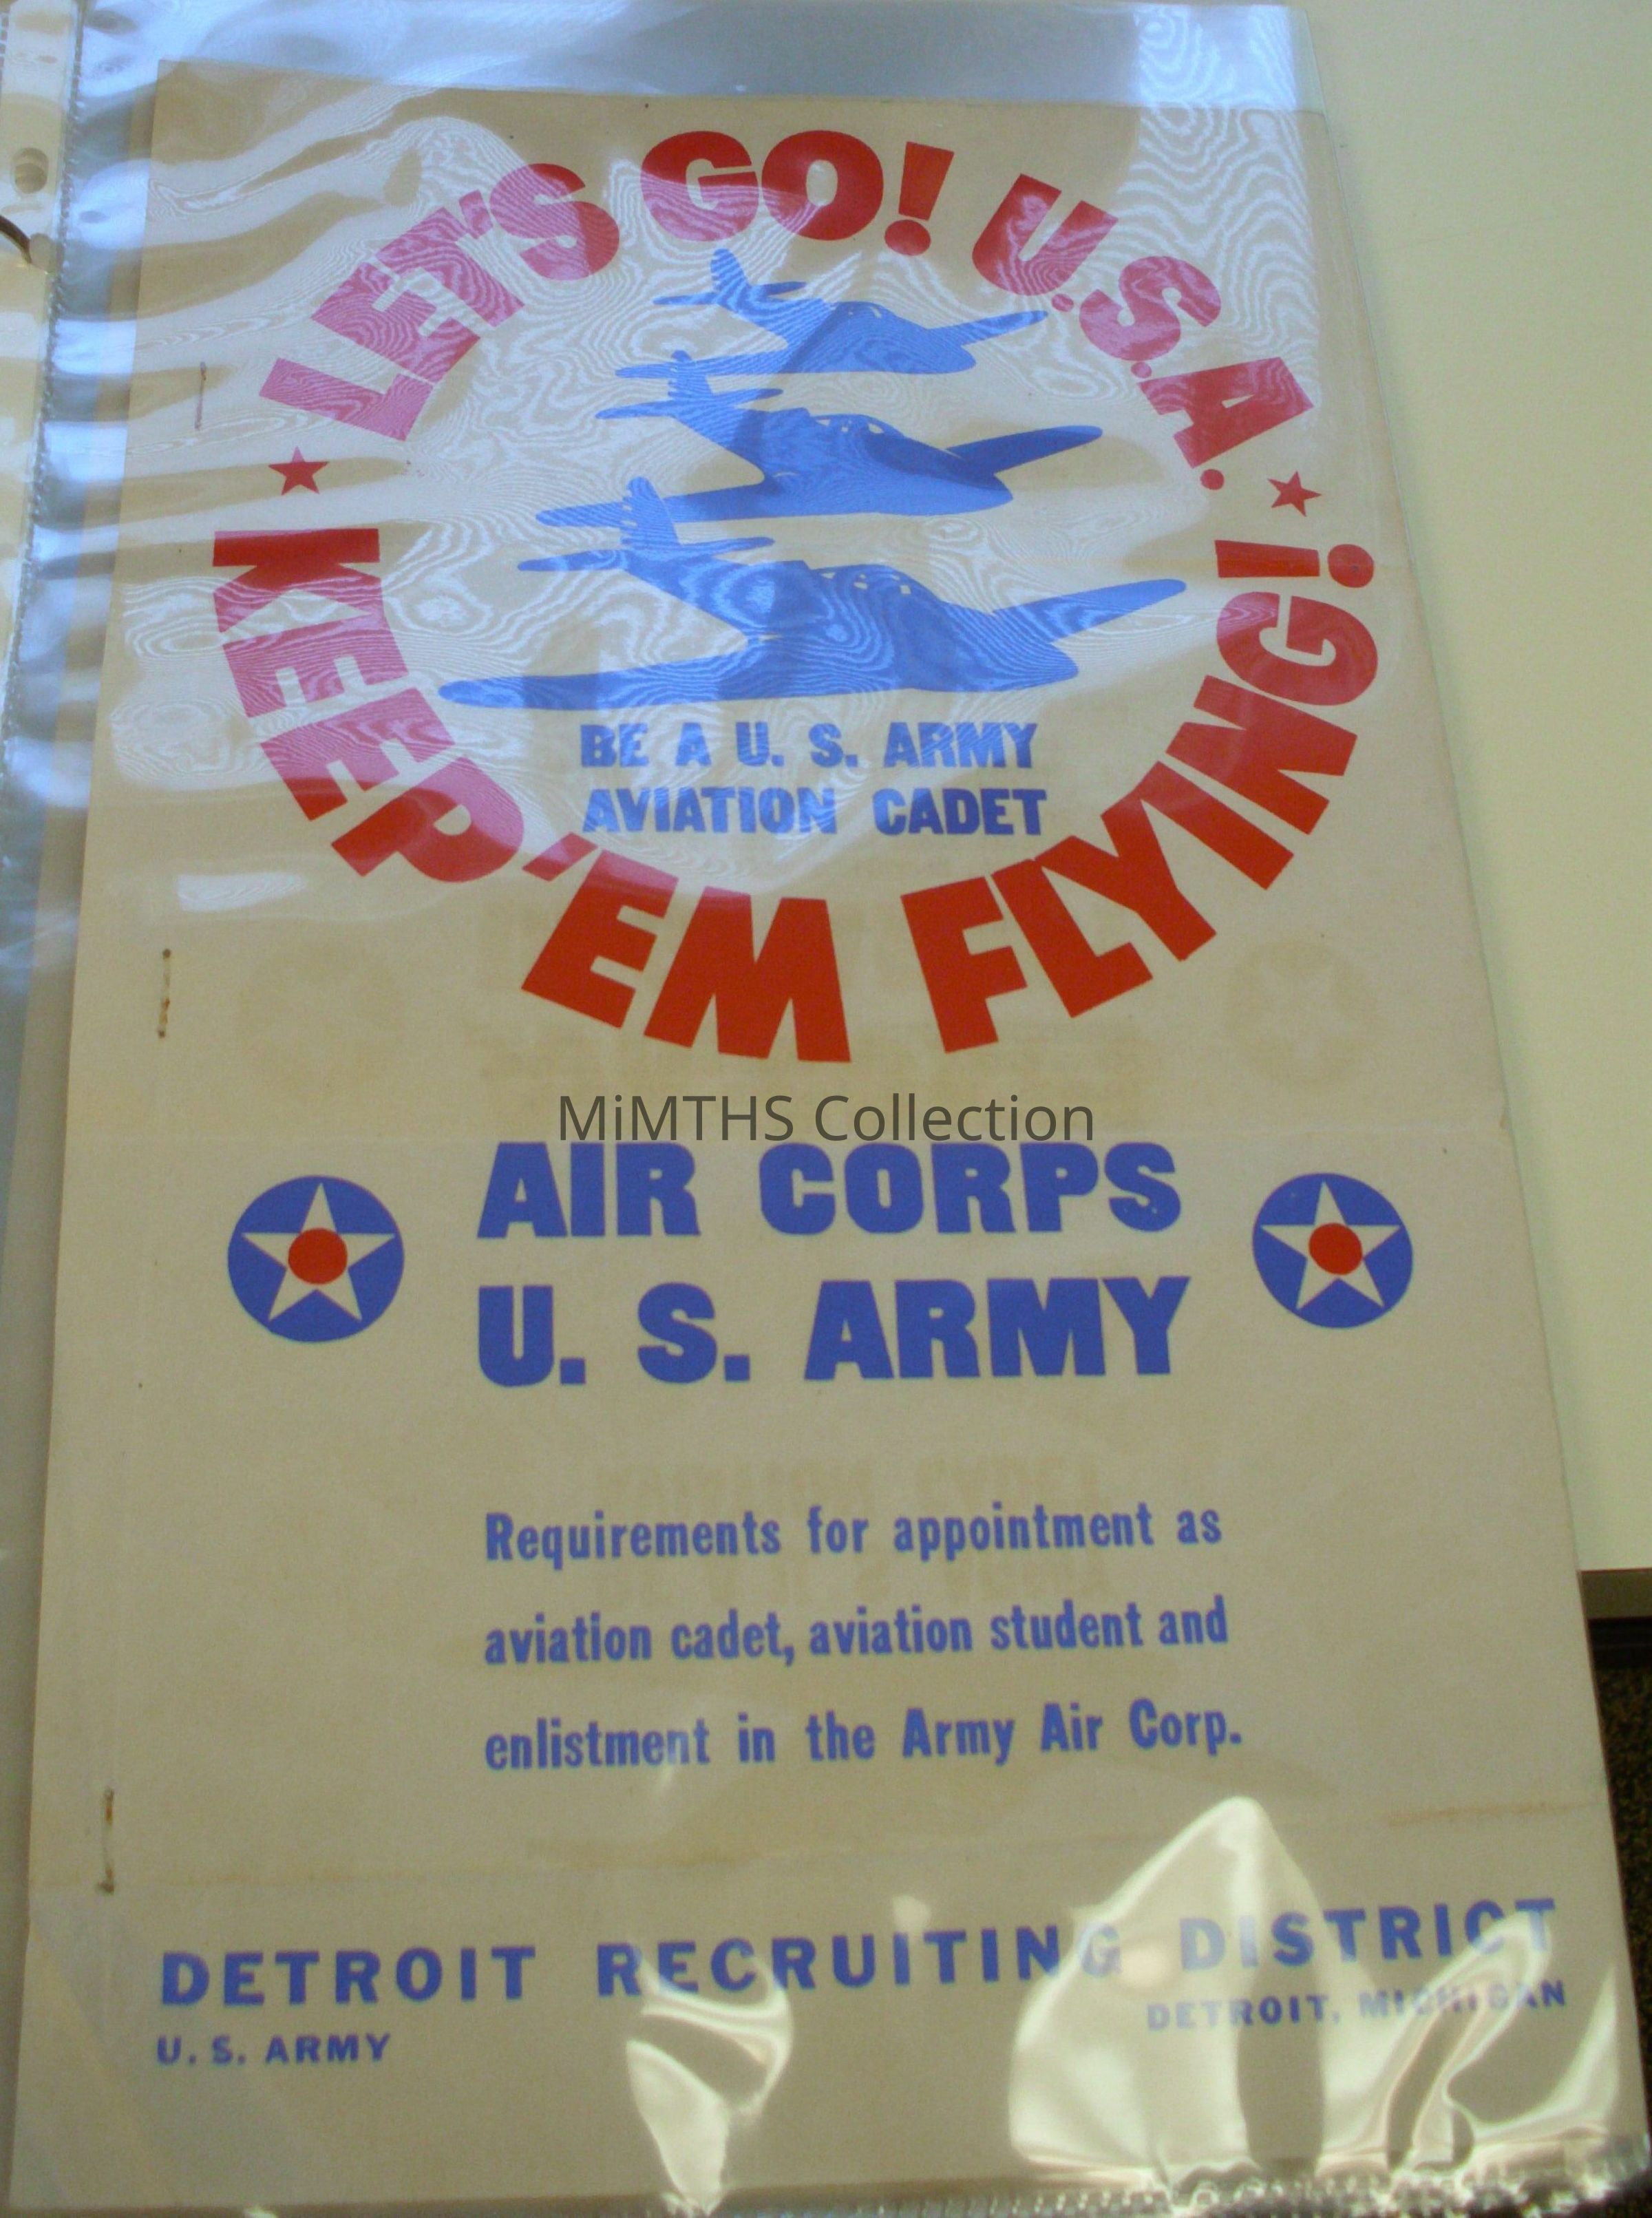 LET'S GO! U.S.A.
KEEP 'EM FLYING!
BE A U. S. ARMY
AVIATION CADET
MiMTHS Collection
AIR CORPS
U. S. ARMY
Requirements for appointment as
aviation cadet, aviation student and
enlistment in the Army Air Corp.
DETROIT RECRUITING DISTRICT
U. S. ARMY
DETROIT, MICHIGAN